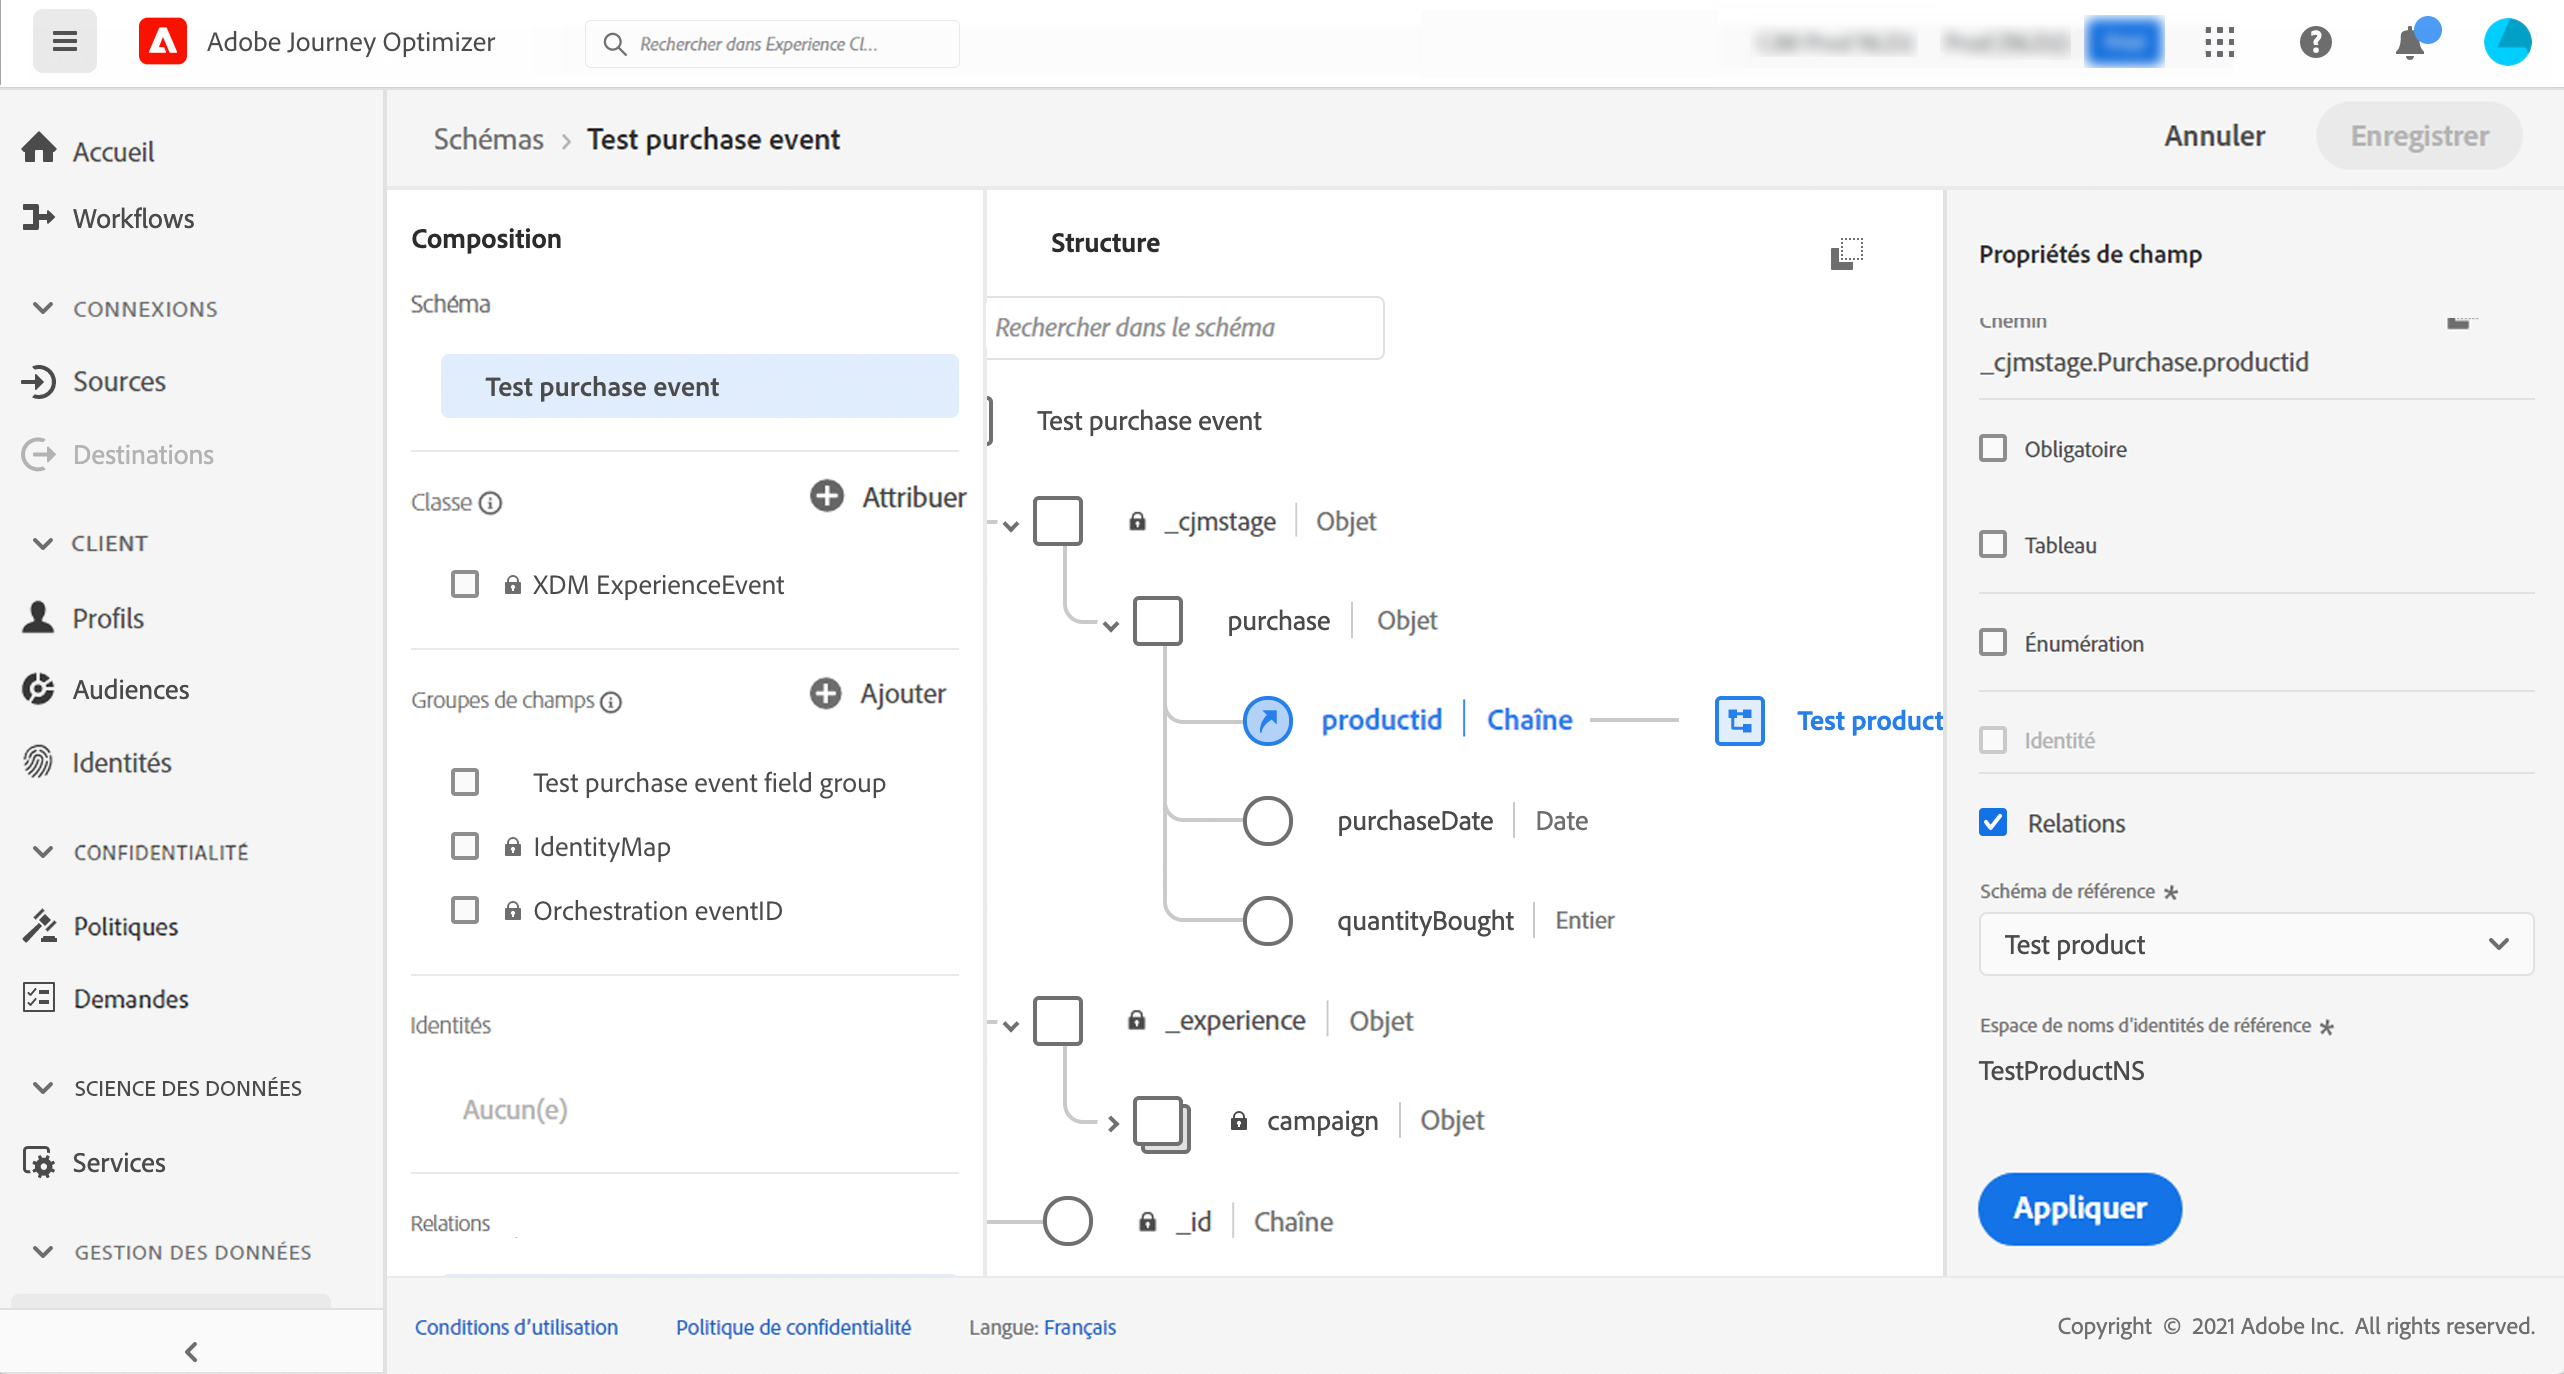 Adobe Journey Optimizer
Rechercher dans Experience Cl...
Accueil
Workflows
CONNEXIONS
Sources
Destinations
CLIENT
Profils
Audiences
Identités
CONFIDENTIALITÉ
Politiques
Demandes
SCIENCE DES DONNÉES
Services
GESTION DES DONNÉES
Schémas › Test purchase event
Annuler
Enregistrer
Composition
Schéma
Test purchase event
Classe
Attribuer
XDM ExperienceEvent
Groupes de champs
Ajouter
Test purchase event field group
IdentityMap
Orchestration eventID
Identités
Aucun(e)
Relations
Structure
Rechercher dans le schéma
Test purchase event
_cjmstage | Objet
purchase | Objet
productid | Chaîne
Test product
purchaseDate | Date
quantityBought | Entier
_experience | Objet
campaign | Objet
_id | Chaîne
Propriétés de champ
Chemin
_cjmstage.Purchase.productid
Obligatoire
Tableau
Énumération
Identité
Relations
Schéma de référence *
Test product
Espace de noms d'identités de référence *
TestProductNS
Appliquer
Conditions d’utilisation
Politique de confidentialité
Langue: Français
Copyright © 2021 Adobe Inc. All rights reserved.